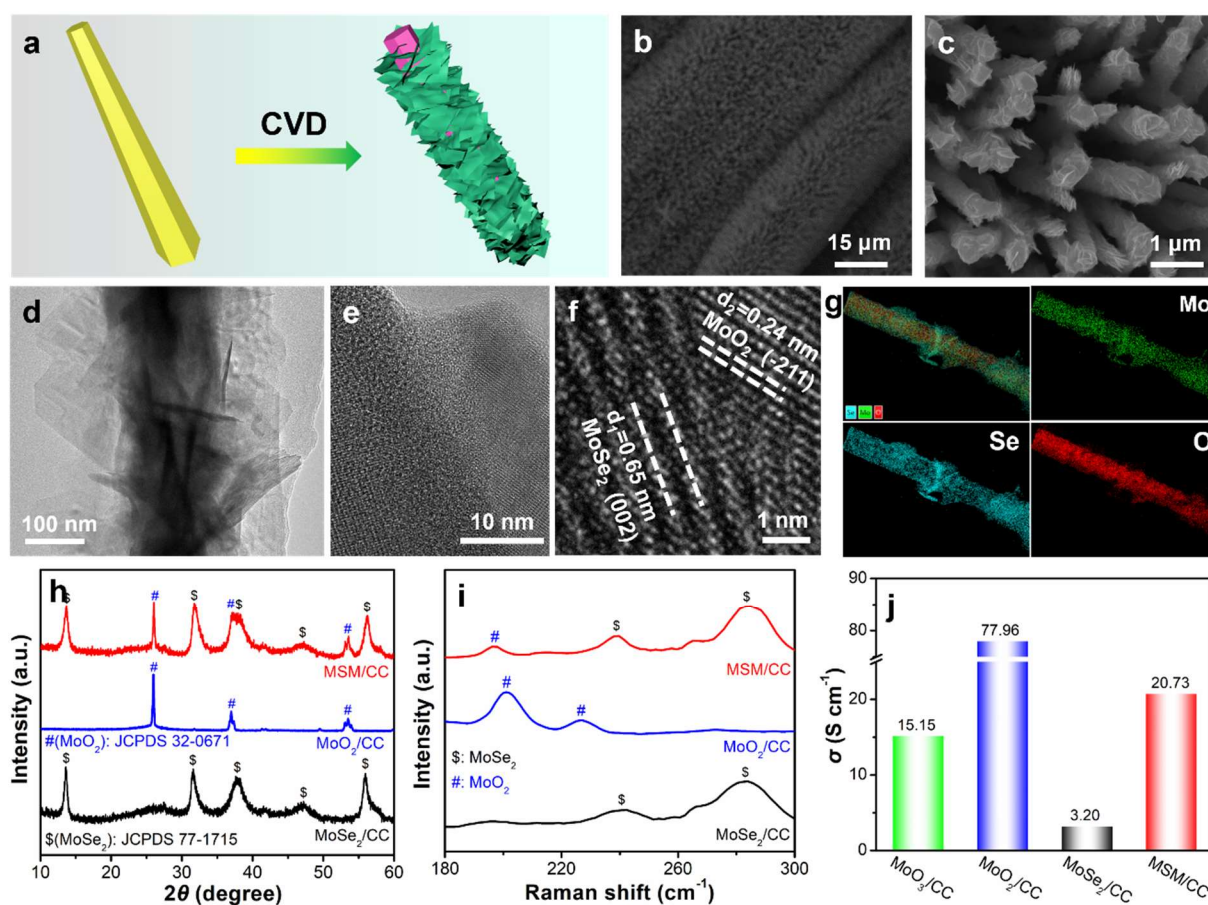 a
CVD
b
15 μm
c
1 μm
d
100 nm
e
10 nm
f
d₂=0.24 nm
MoO₂ (-211)
d₁=0.65 nm
MoSe₂ (002)
1 nm
g
Se Mo O
Mo
Se
O
h
Intensity (a.u.)
$ # $ # $ $ # $
MSM/CC
# # #
#(MoO₂): JCPDS 32-0671
MoO₂/CC
$ $ $ $ $
$(MoSe₂): JCPDS 77-1715
MoSe₂/CC
10 20 30 40 50 60
2θ (degree)
i
Intensity (a.u.)
# $ $
MSM/CC
# #
MoO₂/CC
$: MoSe₂
#: MoO₂
$ $
MoSe₂/CC
180 220 260 300
Raman shift (cm⁻¹)
j
σ (S cm⁻¹)
90
80
20
10
0
15.15
77.96
3.20
20.73
MoO₃/CC
MoO₂/CC
MoSe₂/CC
MSM/CC